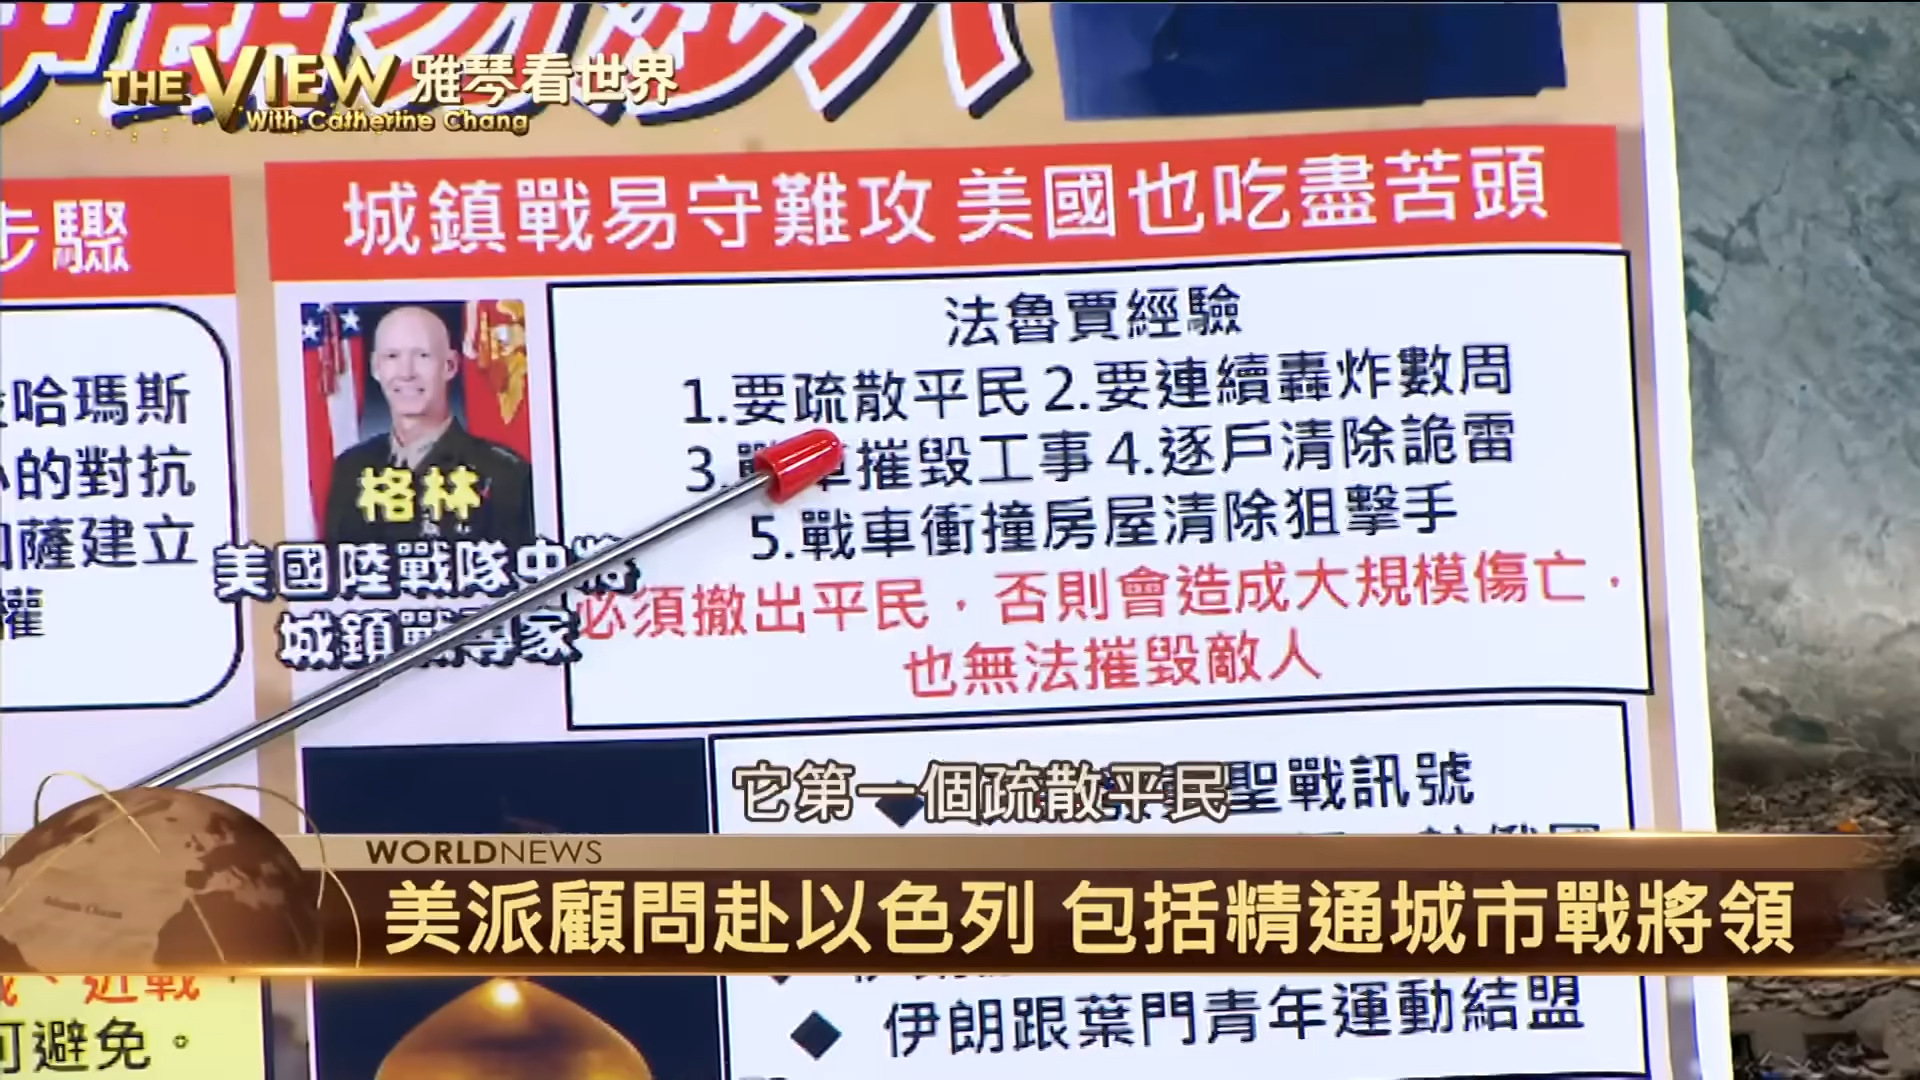 THE VIEW 雅琴看世界
With Catherine Chang
步驟
哈瑪斯
的對抗
薩建立
權
城鎮戰易守難攻 美國也吃盡苦頭
格林
美國陸戰隊中將
城鎮戰專家
法魯賈經驗
1.要疏散平民 2.要連續轟炸數周
3.戰車摧毀工事 4.逐戶清除詭雷
5.戰車衝撞房屋清除狙擊手
必須撤出平民，否則會造成大規模傷亡，
也無法摧毀敵人
聖戰訊號
它第一個疏散平民
WORLDNEWS
美派顧問赴以色列 包括精通城市戰將領
、近戰，
可避免。
伊朗跟葉門青年運動結盟